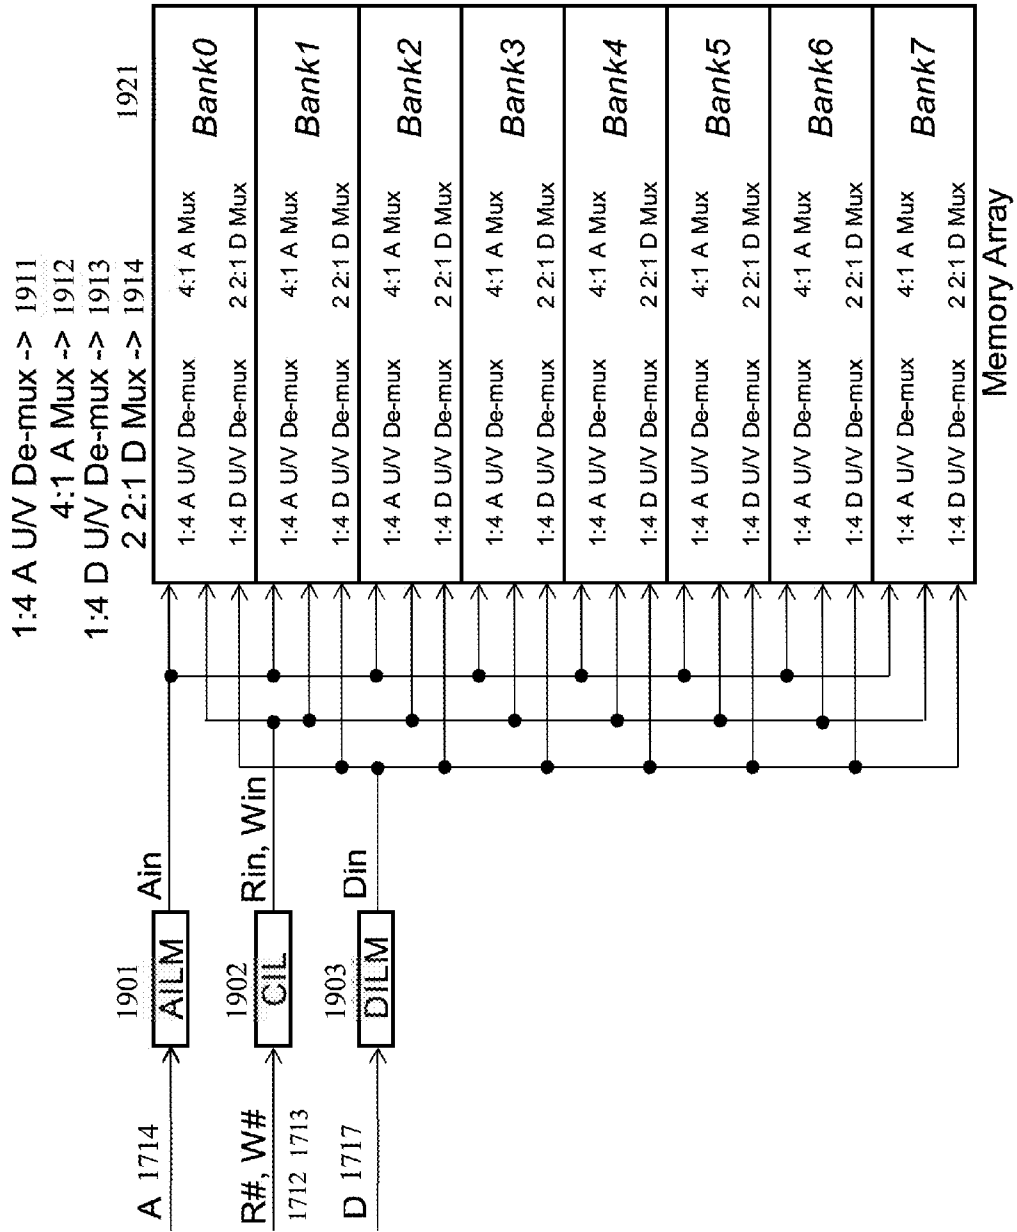 1:4 A U/V De-mux -> 1911
4:1 A Mux -> 1912
1:4 D U/V De-mux -> 1913
2 2:1 D Mux -> 1914
1921
A 1714
1901
AILM
Ain
R#, W#
1712 1713
1902
CIL
Rin, Win
D 1717
1903
DILM
Din
1:4 A U/V De-mux 4:1 A Mux
Bank0
1:4 D U/V De-mux 2 2:1 D Mux
1:4 A U/V De-mux 4:1 A Mux
Bank1
1:4 D U/V De-mux 2 2:1 D Mux
1:4 A U/V De-mux 4:1 A Mux
Bank2
1:4 D U/V De-mux 2 2:1 D Mux
1:4 A U/V De-mux 4:1 A Mux
Bank3
1:4 D U/V De-mux 2 2:1 D Mux
1:4 A U/V De-mux 4:1 A Mux
Bank4
1:4 D U/V De-mux 2 2:1 D Mux
1:4 A U/V De-mux 4:1 A Mux
Bank5
1:4 D U/V De-mux 2 2:1 D Mux
1:4 A U/V De-mux 4:1 A Mux
Bank6
1:4 D U/V De-mux 2 2:1 D Mux
1:4 A U/V De-mux 4:1 A Mux
Bank7
1:4 D U/V De-mux 2 2:1 D Mux
Memory Array